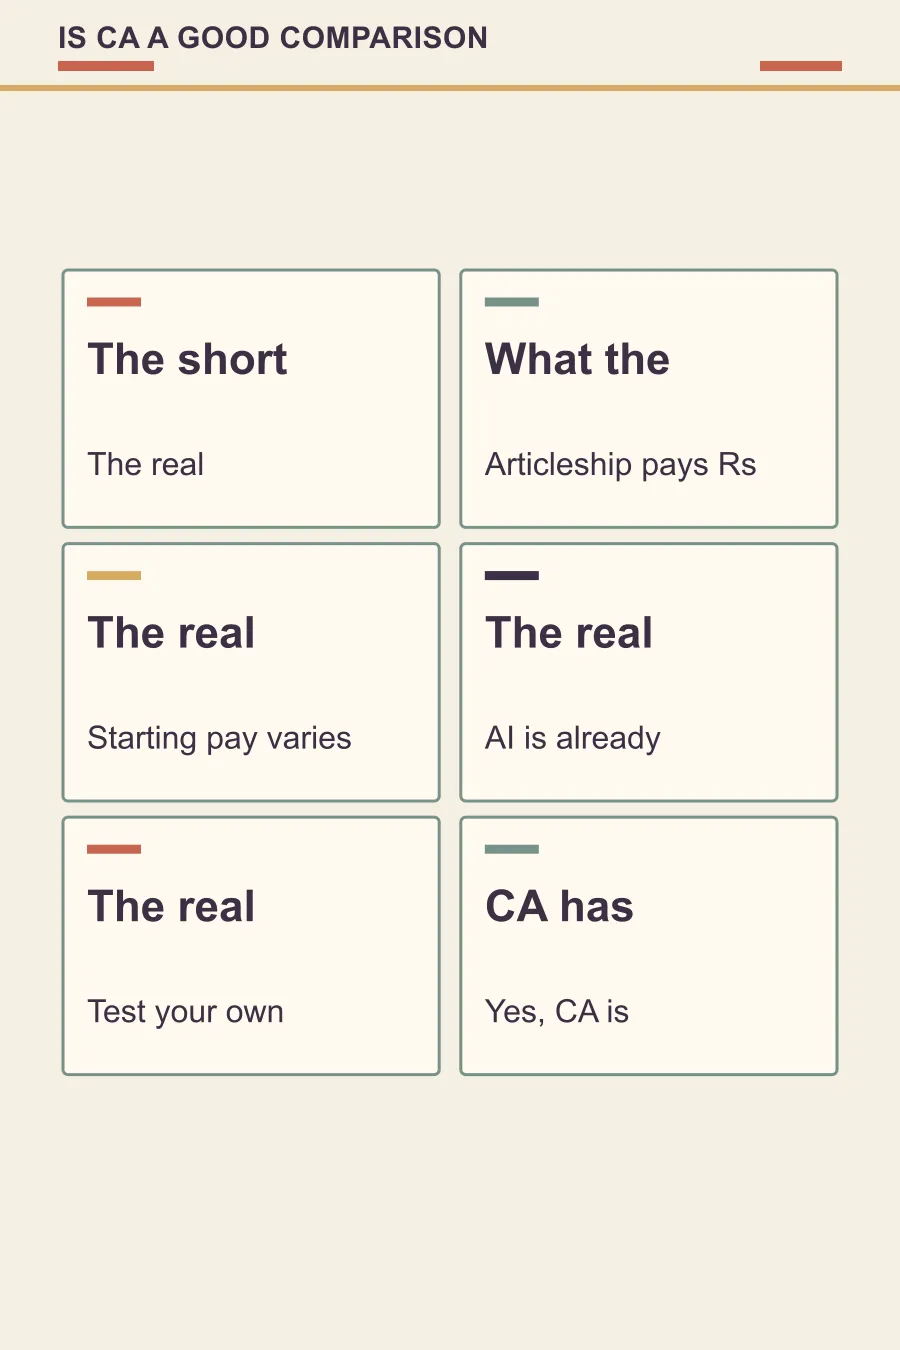 IS CA A GOOD COMPARISON
The short
The real
What the
Articleship pays Rs
The real
Starting pay varies
The real
AI is already
The real
Test your own
CA has
Yes, CA is